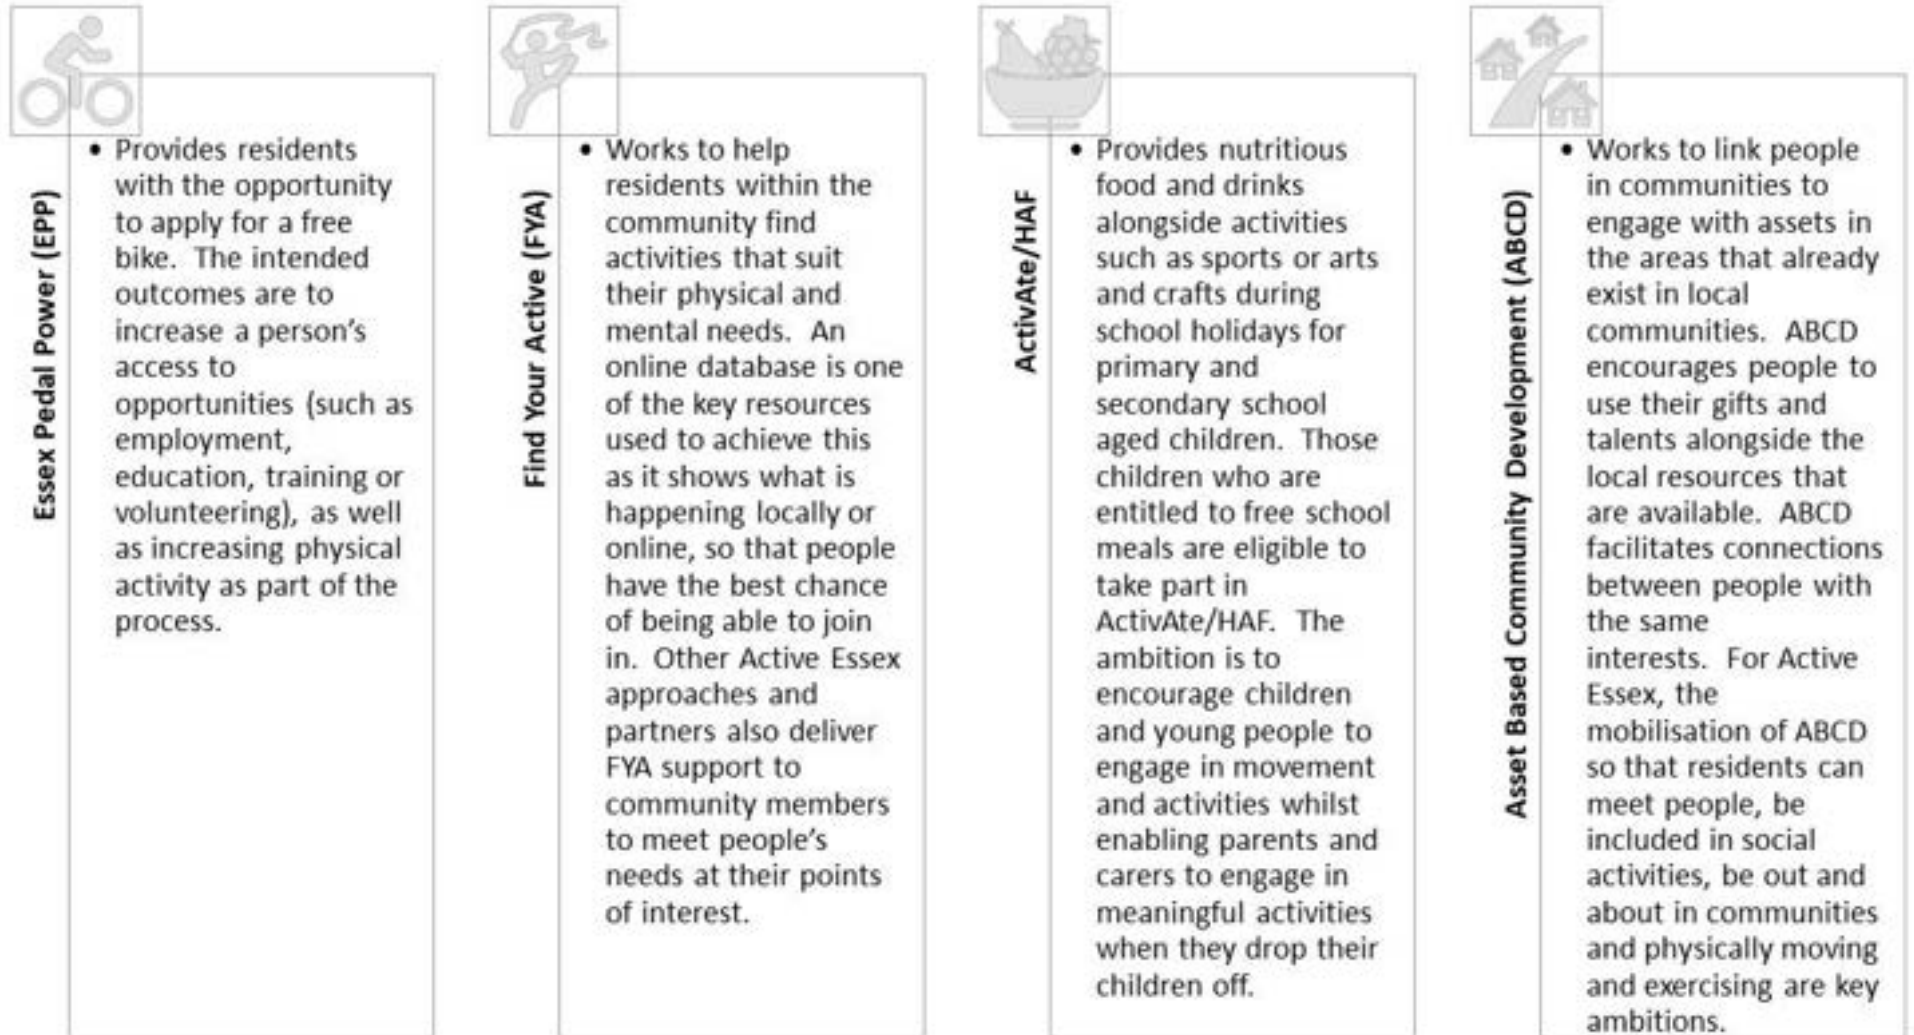 Essex Pedal Power (EPP)
• Provides residents
with the opportunity
to apply for a free
bike. The intended
outcomes are to
increase a person's
access to
opportunities (such as
employment,
education, training or
volunteering), as well
as increasing physical
activity as part of the
process.
Find Your Active (FYA)
• Works to help
residents within the
community find
activities that suit
their physical and
mental needs. An
online database is one
of the key resources
used to achieve this
as it shows what is
happening locally or
online, so that people
have the best chance
of being able to join
in. Other Active Essex
approaches and
partners also deliver
FYA support to
community members
to meet people's
needs at their points
of interest.
ActivAte/HAF
• Provides nutritious
food and drinks
alongside activities
such as sports or arts
and crafts during
school holidays for
primary and
secondary school
aged children. Those
children who are
entitled to free school
meals are eligible to
take part in
ActivAte/HAF. The
ambition is to
encourage children
and young people to
engage in movement
and activities whilst
enabling parents and
carers to engage in
meaningful activities
when they drop their
children off.
Asset Based Community Development (ABCD)
• Works to link people
in communities to
engage with assets in
the areas that already
exist in local
communities. ABCD
encourages people to
use their gifts and
talents alongside the
local resources that
are available. ABCD
facilitates connections
between people with
the same
interests. For Active
Essex, the
mobilisation of ABCD
so that residents can
meet people, be
included in social
activities, be out and
about in communities
and physically moving
and exercising are key
ambitions.